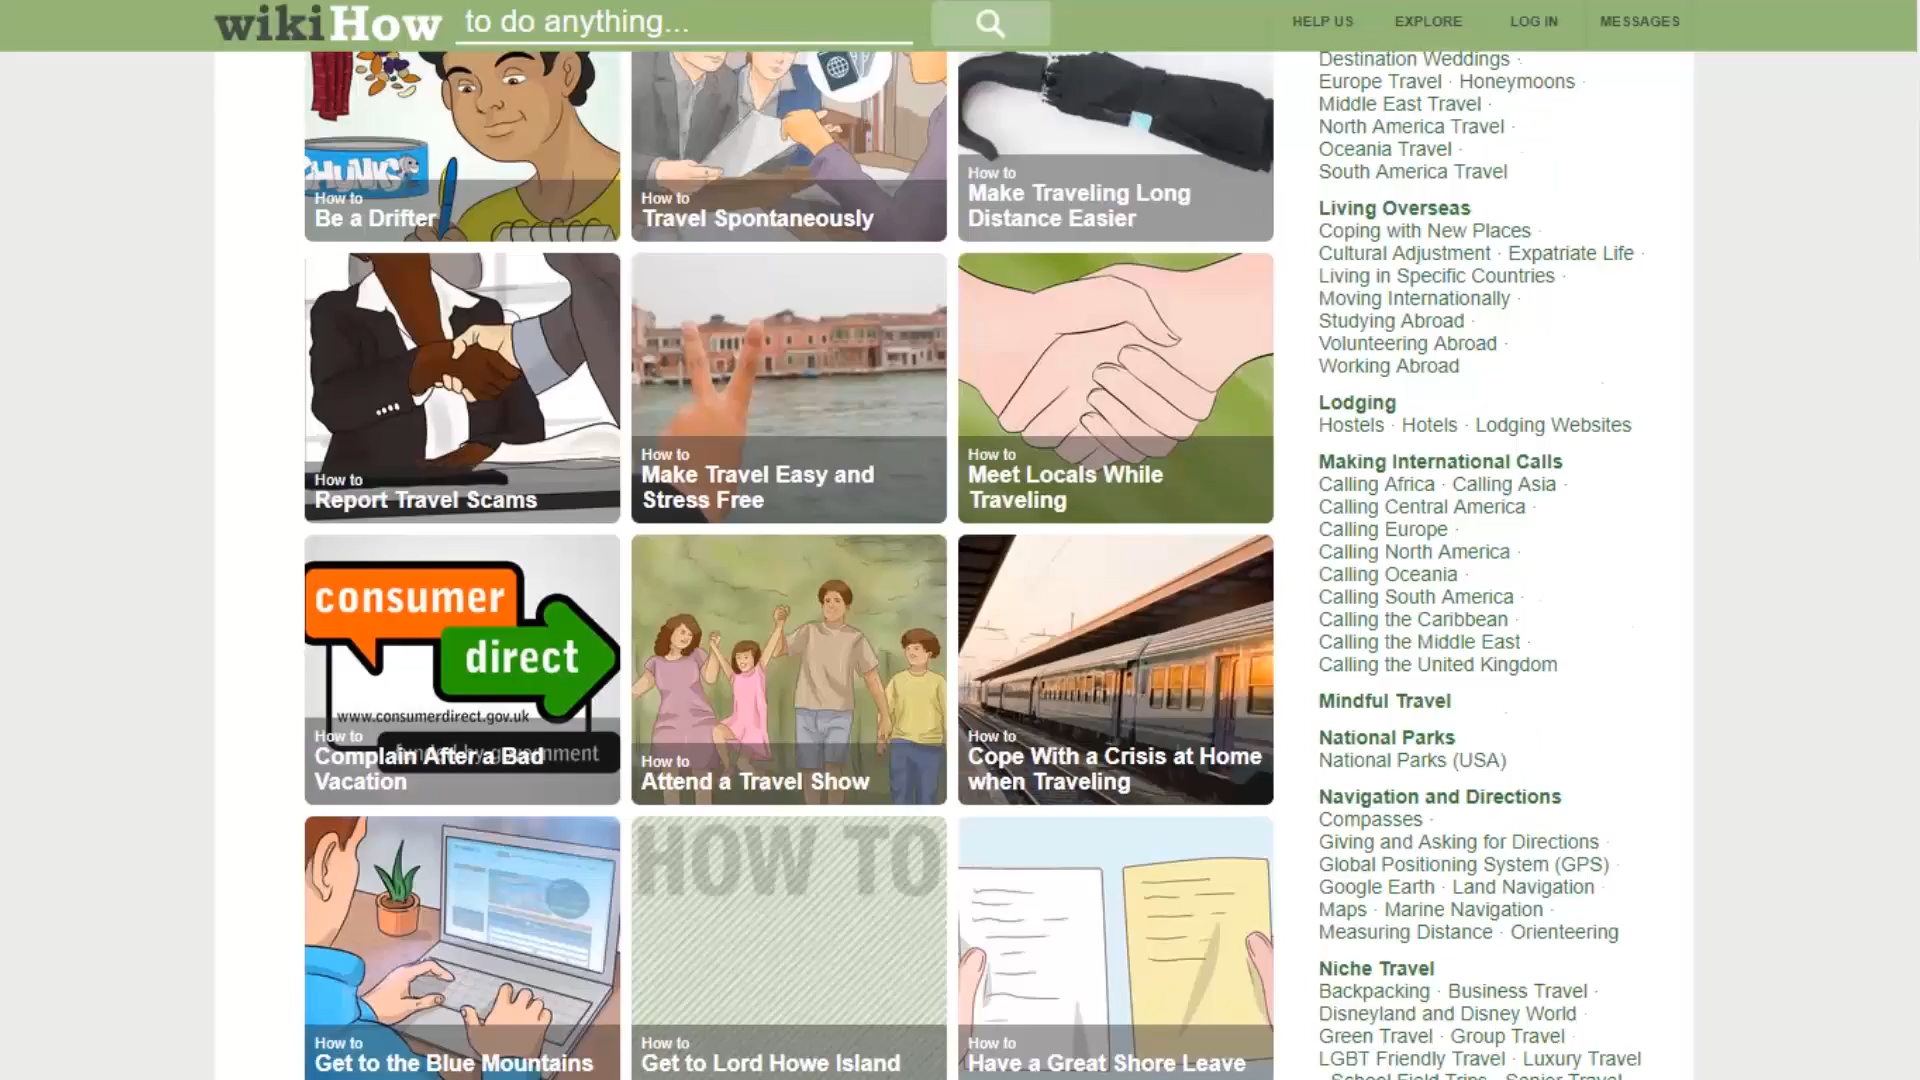 wikiHow to do anything...
HELP US EXPLORE LOG IN MESSAGES
CHUNKS
How to
Be a Drifter
How to
Travel Spontaneously
How to
Make Traveling Long
Distance Easier
How to
Report Travel Scams
How to
Make Travel Easy and
Stress Free
How to
Meet Locals While
Traveling
consumer
direct
www.consumerdirect.gov.uk
funded by government
How to
Complain After a Bad
Vacation
How to
Attend a Travel Show
How to
Cope With a Crisis at Home
when Traveling
How to
Get to the Blue Mountains
HOW TO
How to
Get to Lord Howe Island
How to
Have a Great Shore Leave
Destination Weddings ·
Europe Travel · Honeymoons ·
Middle East Travel ·
North America Travel ·
Oceania Travel ·
South America Travel
Living Overseas
Coping with New Places ·
Cultural Adjustment · Expatriate Life ·
Living in Specific Countries ·
Moving Internationally ·
Studying Abroad ·
Volunteering Abroad ·
Working Abroad
Lodging
Hostels · Hotels · Lodging Websites
Making International Calls
Calling Africa · Calling Asia ·
Calling Central America ·
Calling Europe ·
Calling North America ·
Calling Oceania ·
Calling South America ·
Calling the Caribbean ·
Calling the Middle East ·
Calling the United Kingdom
Mindful Travel
National Parks
National Parks (USA)
Navigation and Directions
Compasses ·
Giving and Asking for Directions ·
Global Positioning System (GPS) ·
Google Earth · Land Navigation ·
Maps · Marine Navigation ·
Measuring Distance · Orienteering
Niche Travel
Backpacking · Business Travel ·
Disneyland and Disney World ·
Green Travel · Group Travel ·
LGBT Friendly Travel · Luxury Travel
· School Field Trips · Senior Travel